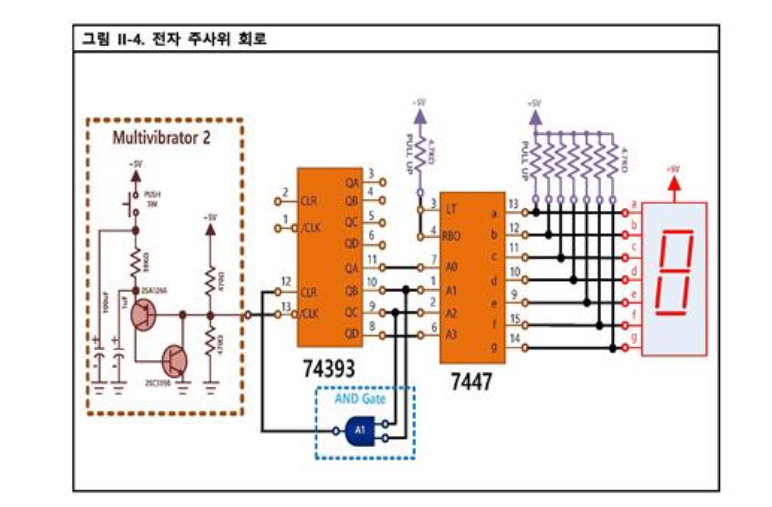 그림 II-4. 전자 주사위 회로
Multivibrator 2
+5V
PUSH
SW
+5V
470Ω
2SA1266
1uF
100uF
2SC3198
470Ω
2 CLR
1 /CLK
12 CLR
13 /CLK
QA 3
QB 4
QC 5
QD 6
QA 11
QB 10
QC 9
QD 8
74393
+5V
PULL UP
4.7KΩ
3 LT
4 RBO
7 A0
1 A1
2 A2
6 A3
a 13
b 12
c 11
d 10
e 9
f 15
g 14
7447
AND Gate
A1
+5V
PULL UP
4.7KΩ
+5V
a
b
c
d
e
f
g